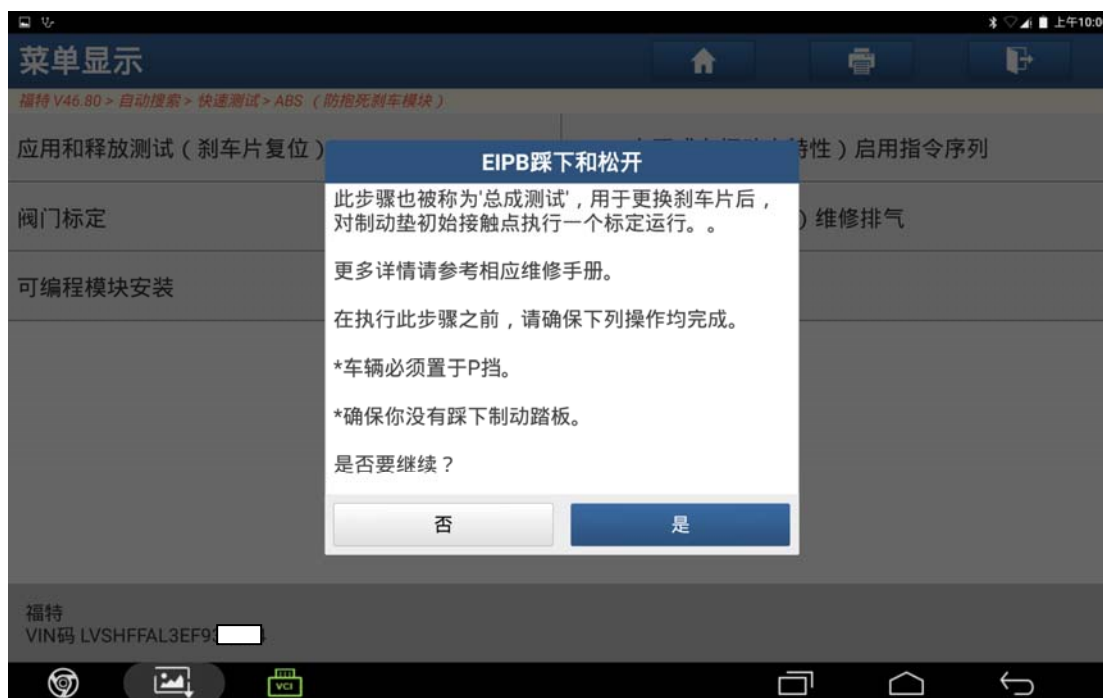 上午10:0
菜单显示
福特 V46.80 > 自动搜索 > 快速测试 > ABS （防抱死刹车模块）
应用和释放测试（刹车片复位）
特性）启用指令序列
阀门标定
）维修排气
可编程模块安装
EIPB踩下和松开
此步骤也被称为'总成测试'，用于更换刹车片后，
对制动垫初始接触点执行一个标定运行。。
更多详情请参考相应维修手册。
在执行此步骤之前，请确保下列操作均完成。
*车辆必须置于P挡。
*确保你没有踩下制动踏板。
是否要继续？
否
是
福特
VIN码 LVSHFFAL3EF9
VCI